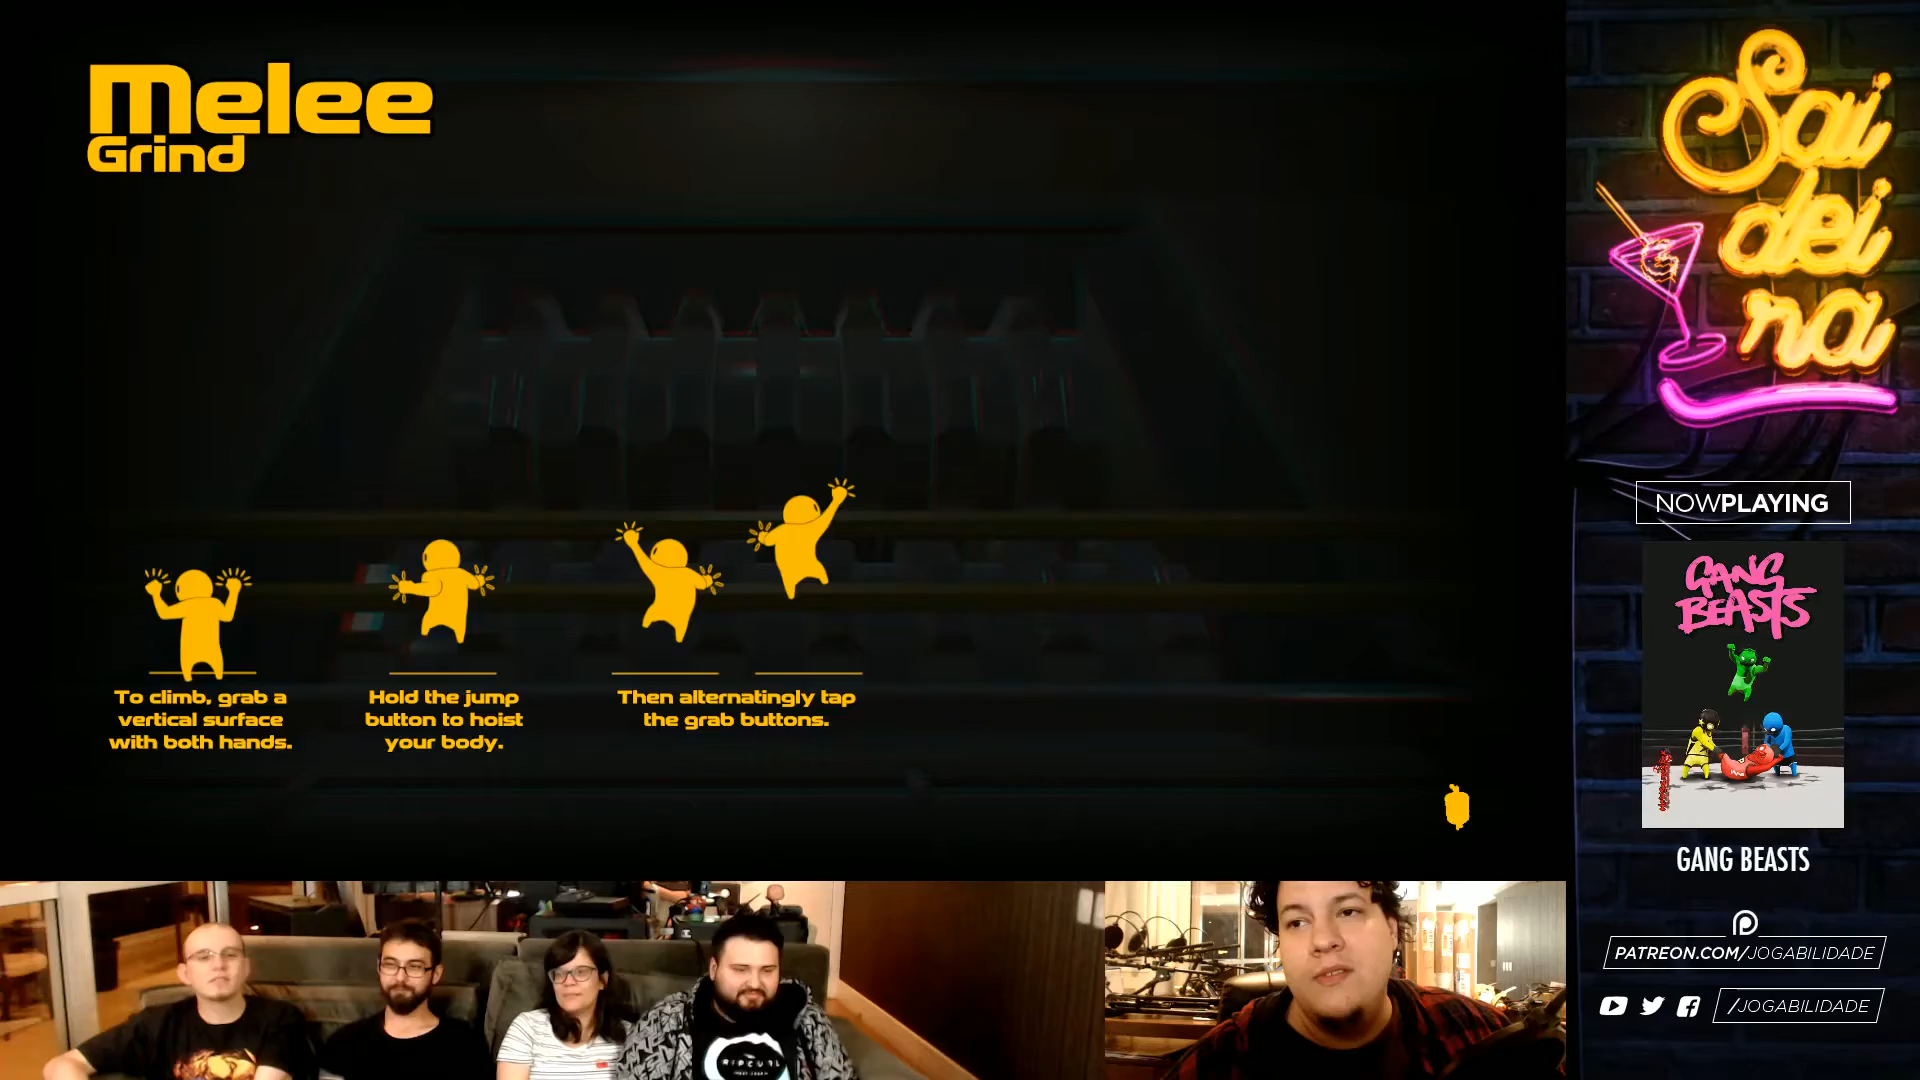 Melee
Grind
To climb, grab a
vertical surface
with both hands.
Hold the jump
button to hoist
your body.
Then alternatingly tap
the grab buttons.
Sai
dei
ra
NOWPLAYING
GANG
BEASTS
GANG BEASTS
PATREON.COM/JOGABILIDADE
/JOGABILIDADE
RIPCURL